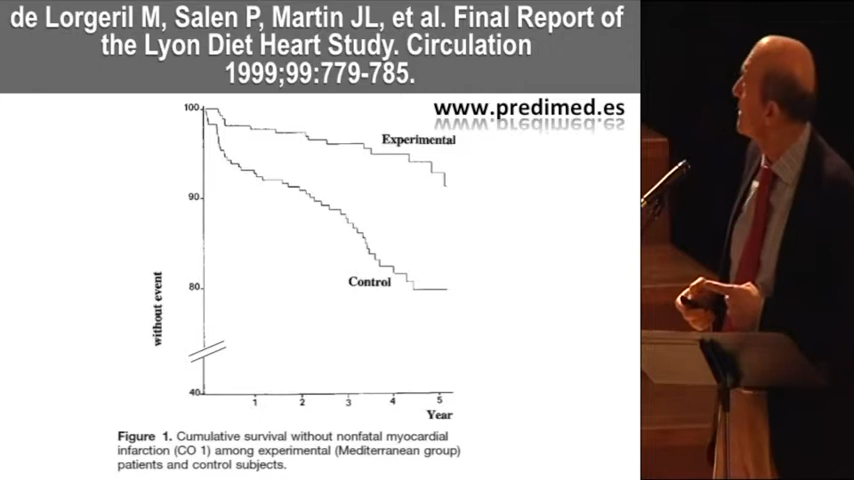 de Lorgeril M, Salen P, Martin JL, et al. Final Report of
the Lyon Diet Heart Study. Circulation
1999;99:779-785.
www.predimed.es
100
Experimental
90
without event
Control
80
40
1 2 3 4 5
Year
Figure 1. Cumulative survival without nonfatal myocardial
infarction (CO 1) among experimental (Mediterranean group)
patients and control subjects.